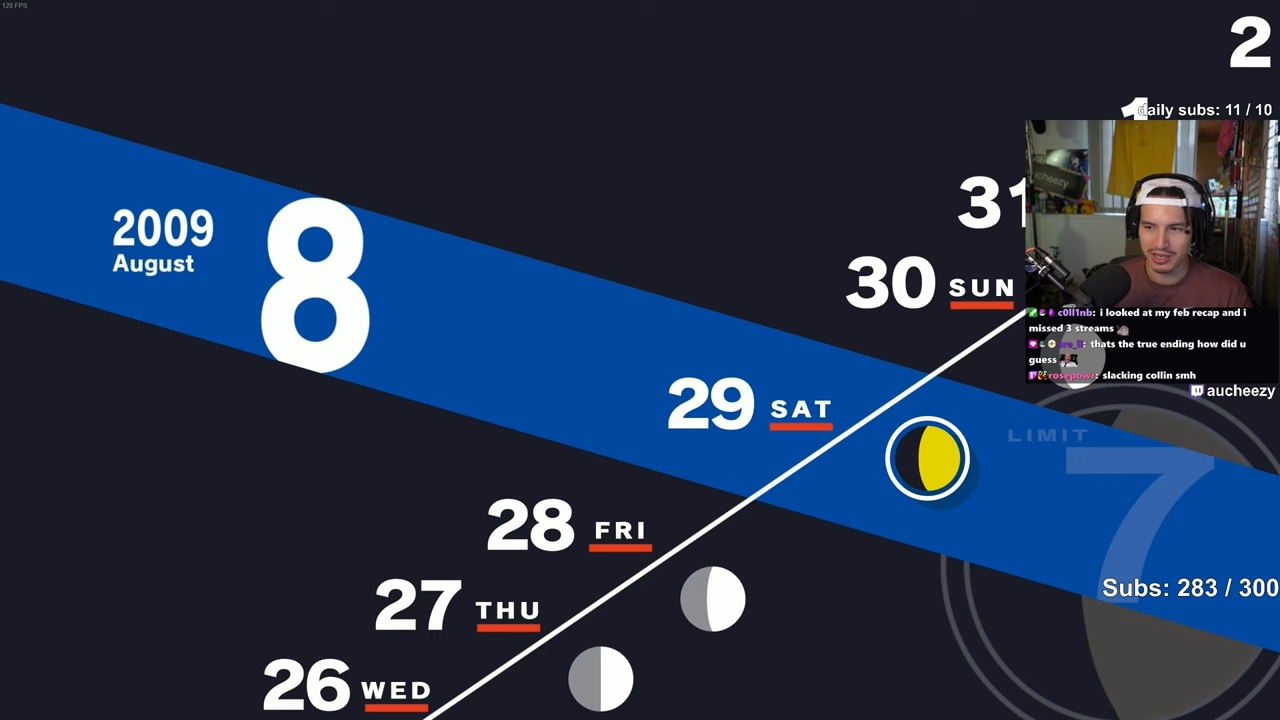 120 FPS
2
1
daily subs: 11 / 10
ucheezy
31
2009
August
8
30 SUN
29 SAT
28 FRI
27 THU
26 WED
c0ll1nb: i looked at my feb recap and i
missed 3 streams
thats the true ending how did u
guess
rosepowr: slacking collin smh
aucheezy
LIMIT
7
Subs: 283 / 300